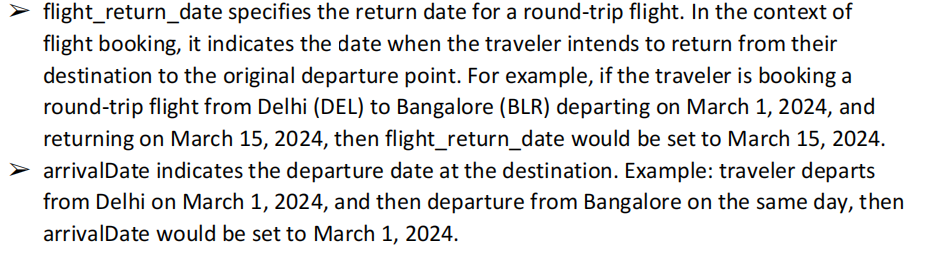 ➢ flight_return_date specifies the return date for a round-trip flight. In the context of
flight booking, it indicates the date when the traveler intends to return from their
destination to the original departure point. For example, if the traveler is booking a
round-trip flight from Delhi (DEL) to Bangalore (BLR) departing on March 1, 2024, and
returning on March 15, 2024, then flight_return_date would be set to March 15, 2024.
➢ arrivalDate indicates the departure date at the destination. Example: traveler departs
from Delhi on March 1, 2024, and then departure from Bangalore on the same day, then
arrivalDate would be set to March 1, 2024.